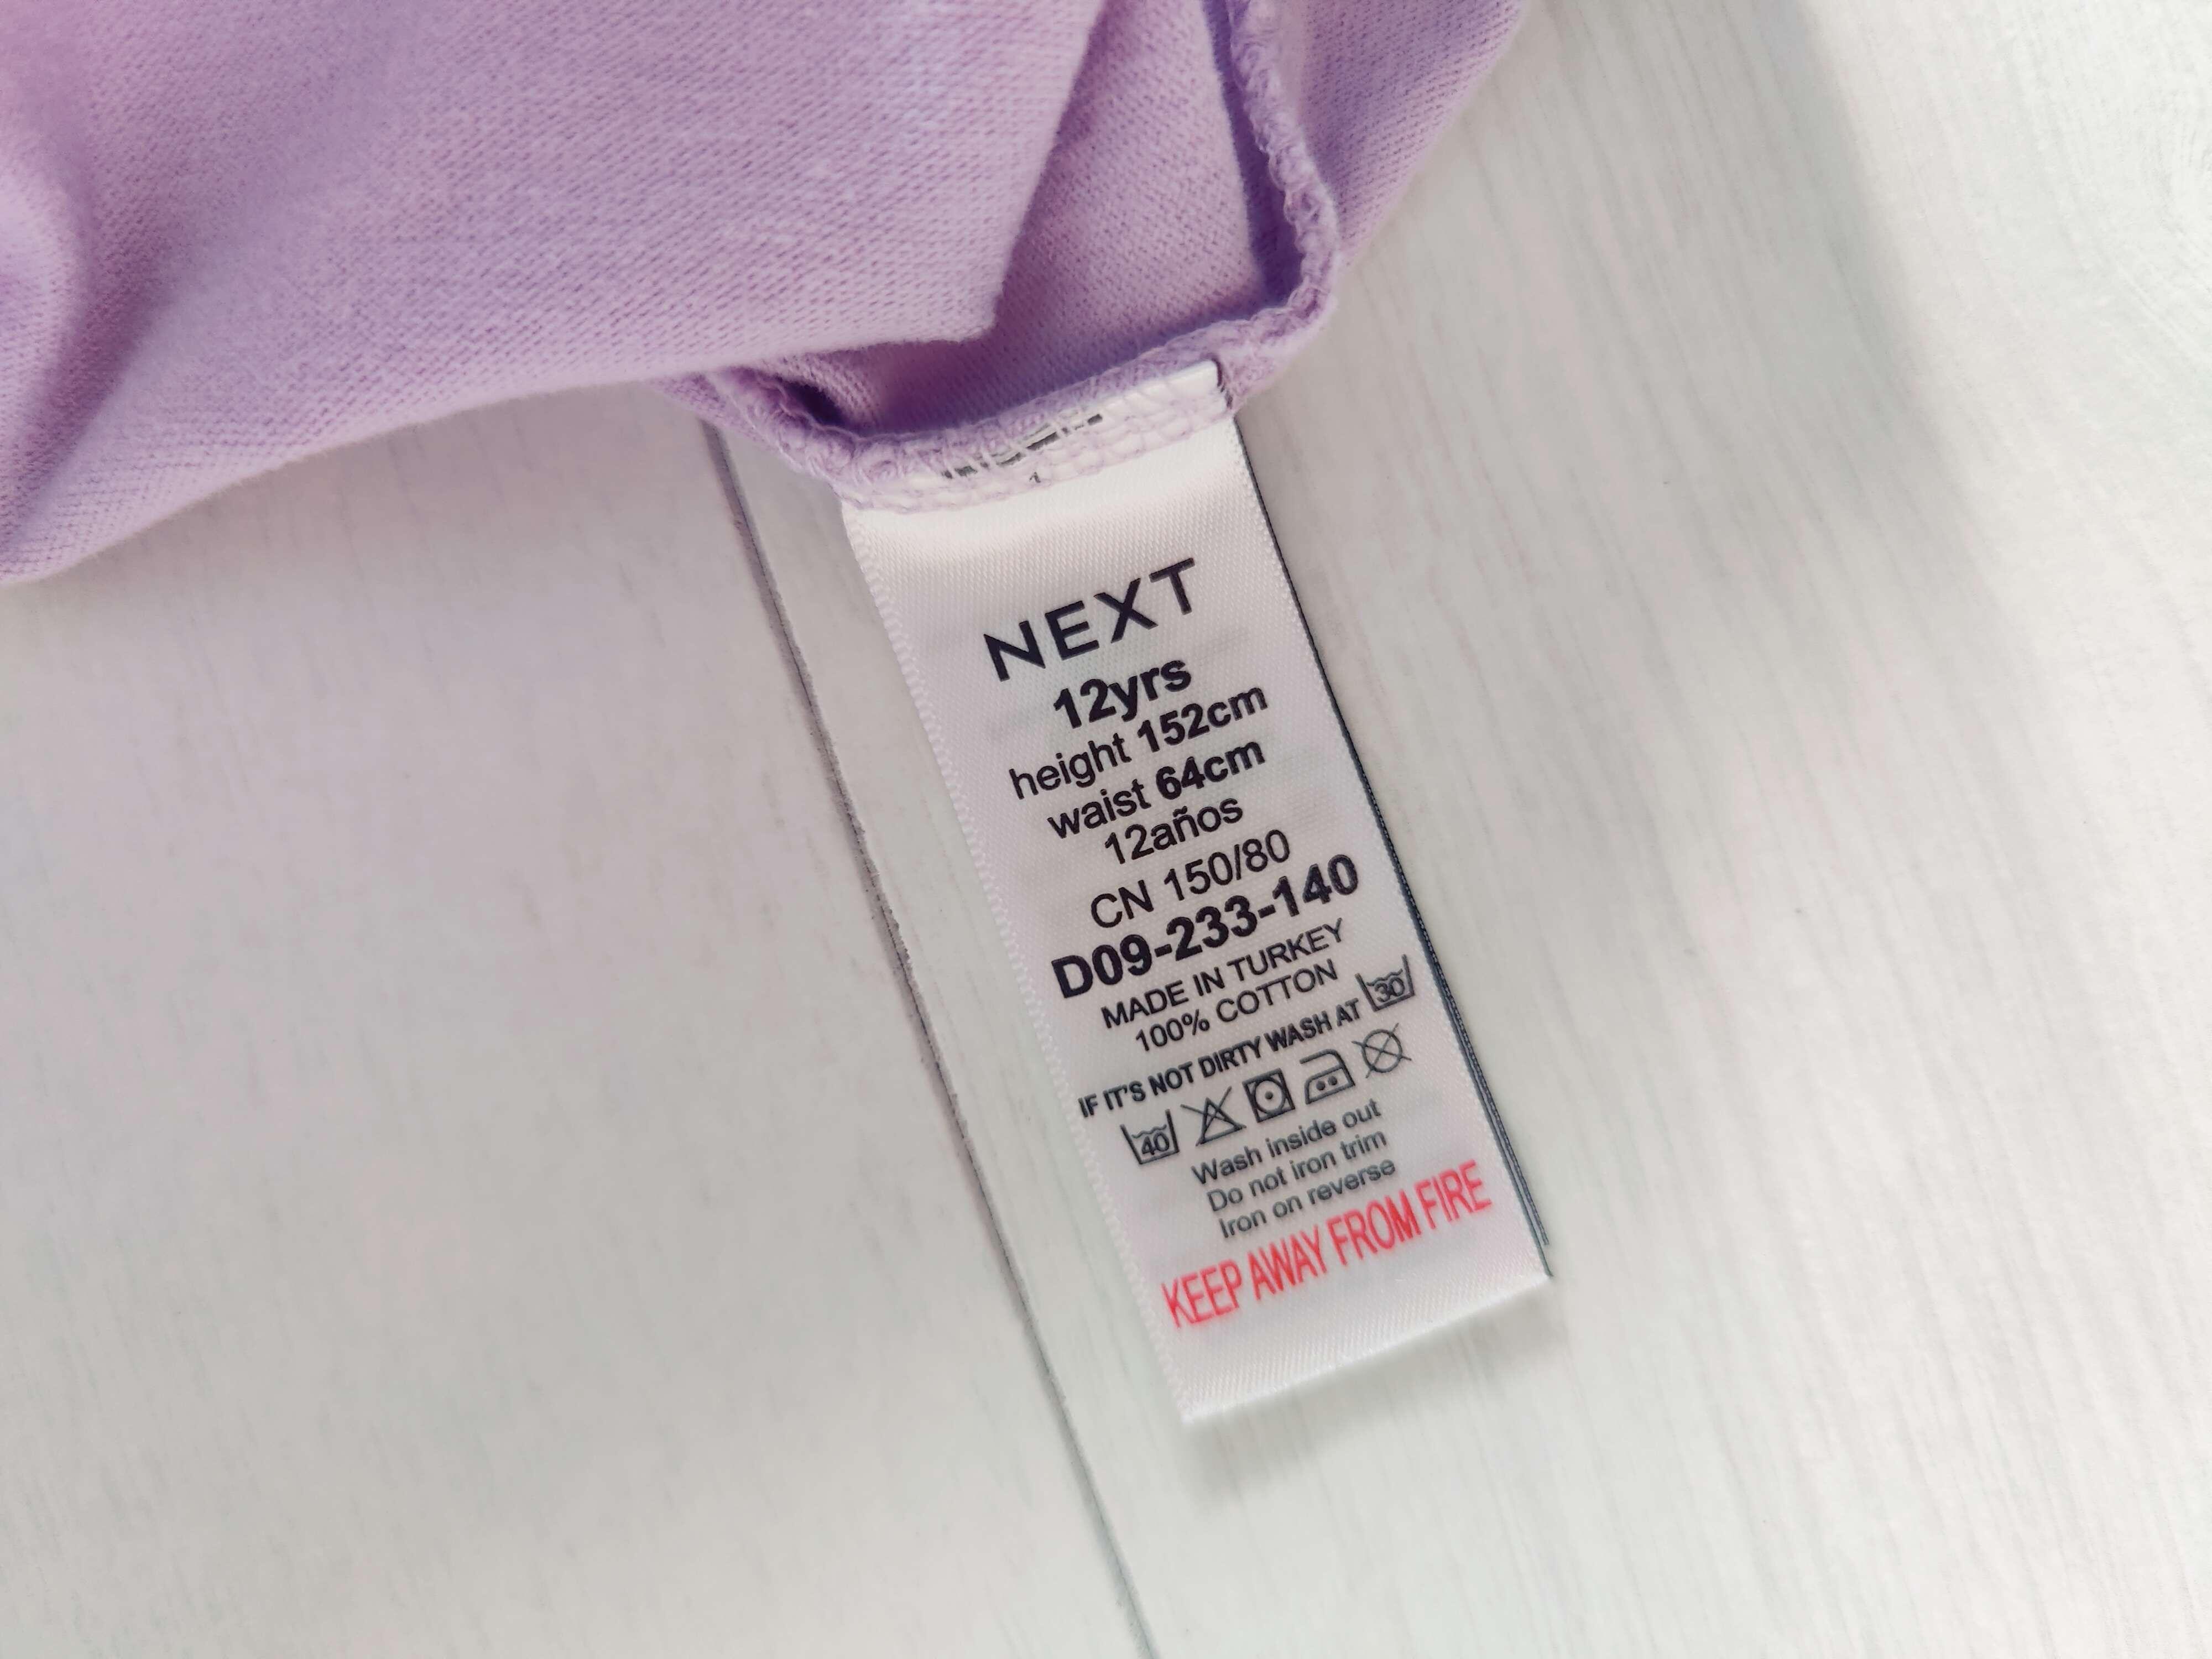 NEXT
12yrs
height 152cm
waist 64cm
12años
CN 150/80
D09-233-140
MADE IN TURKEY
100% COTTON
IF IT'S NOT DIRTY WASH AT 30
40
Wash inside out
Do not iron trim
Iron on reverse
KEEP AWAY FROM FIRE